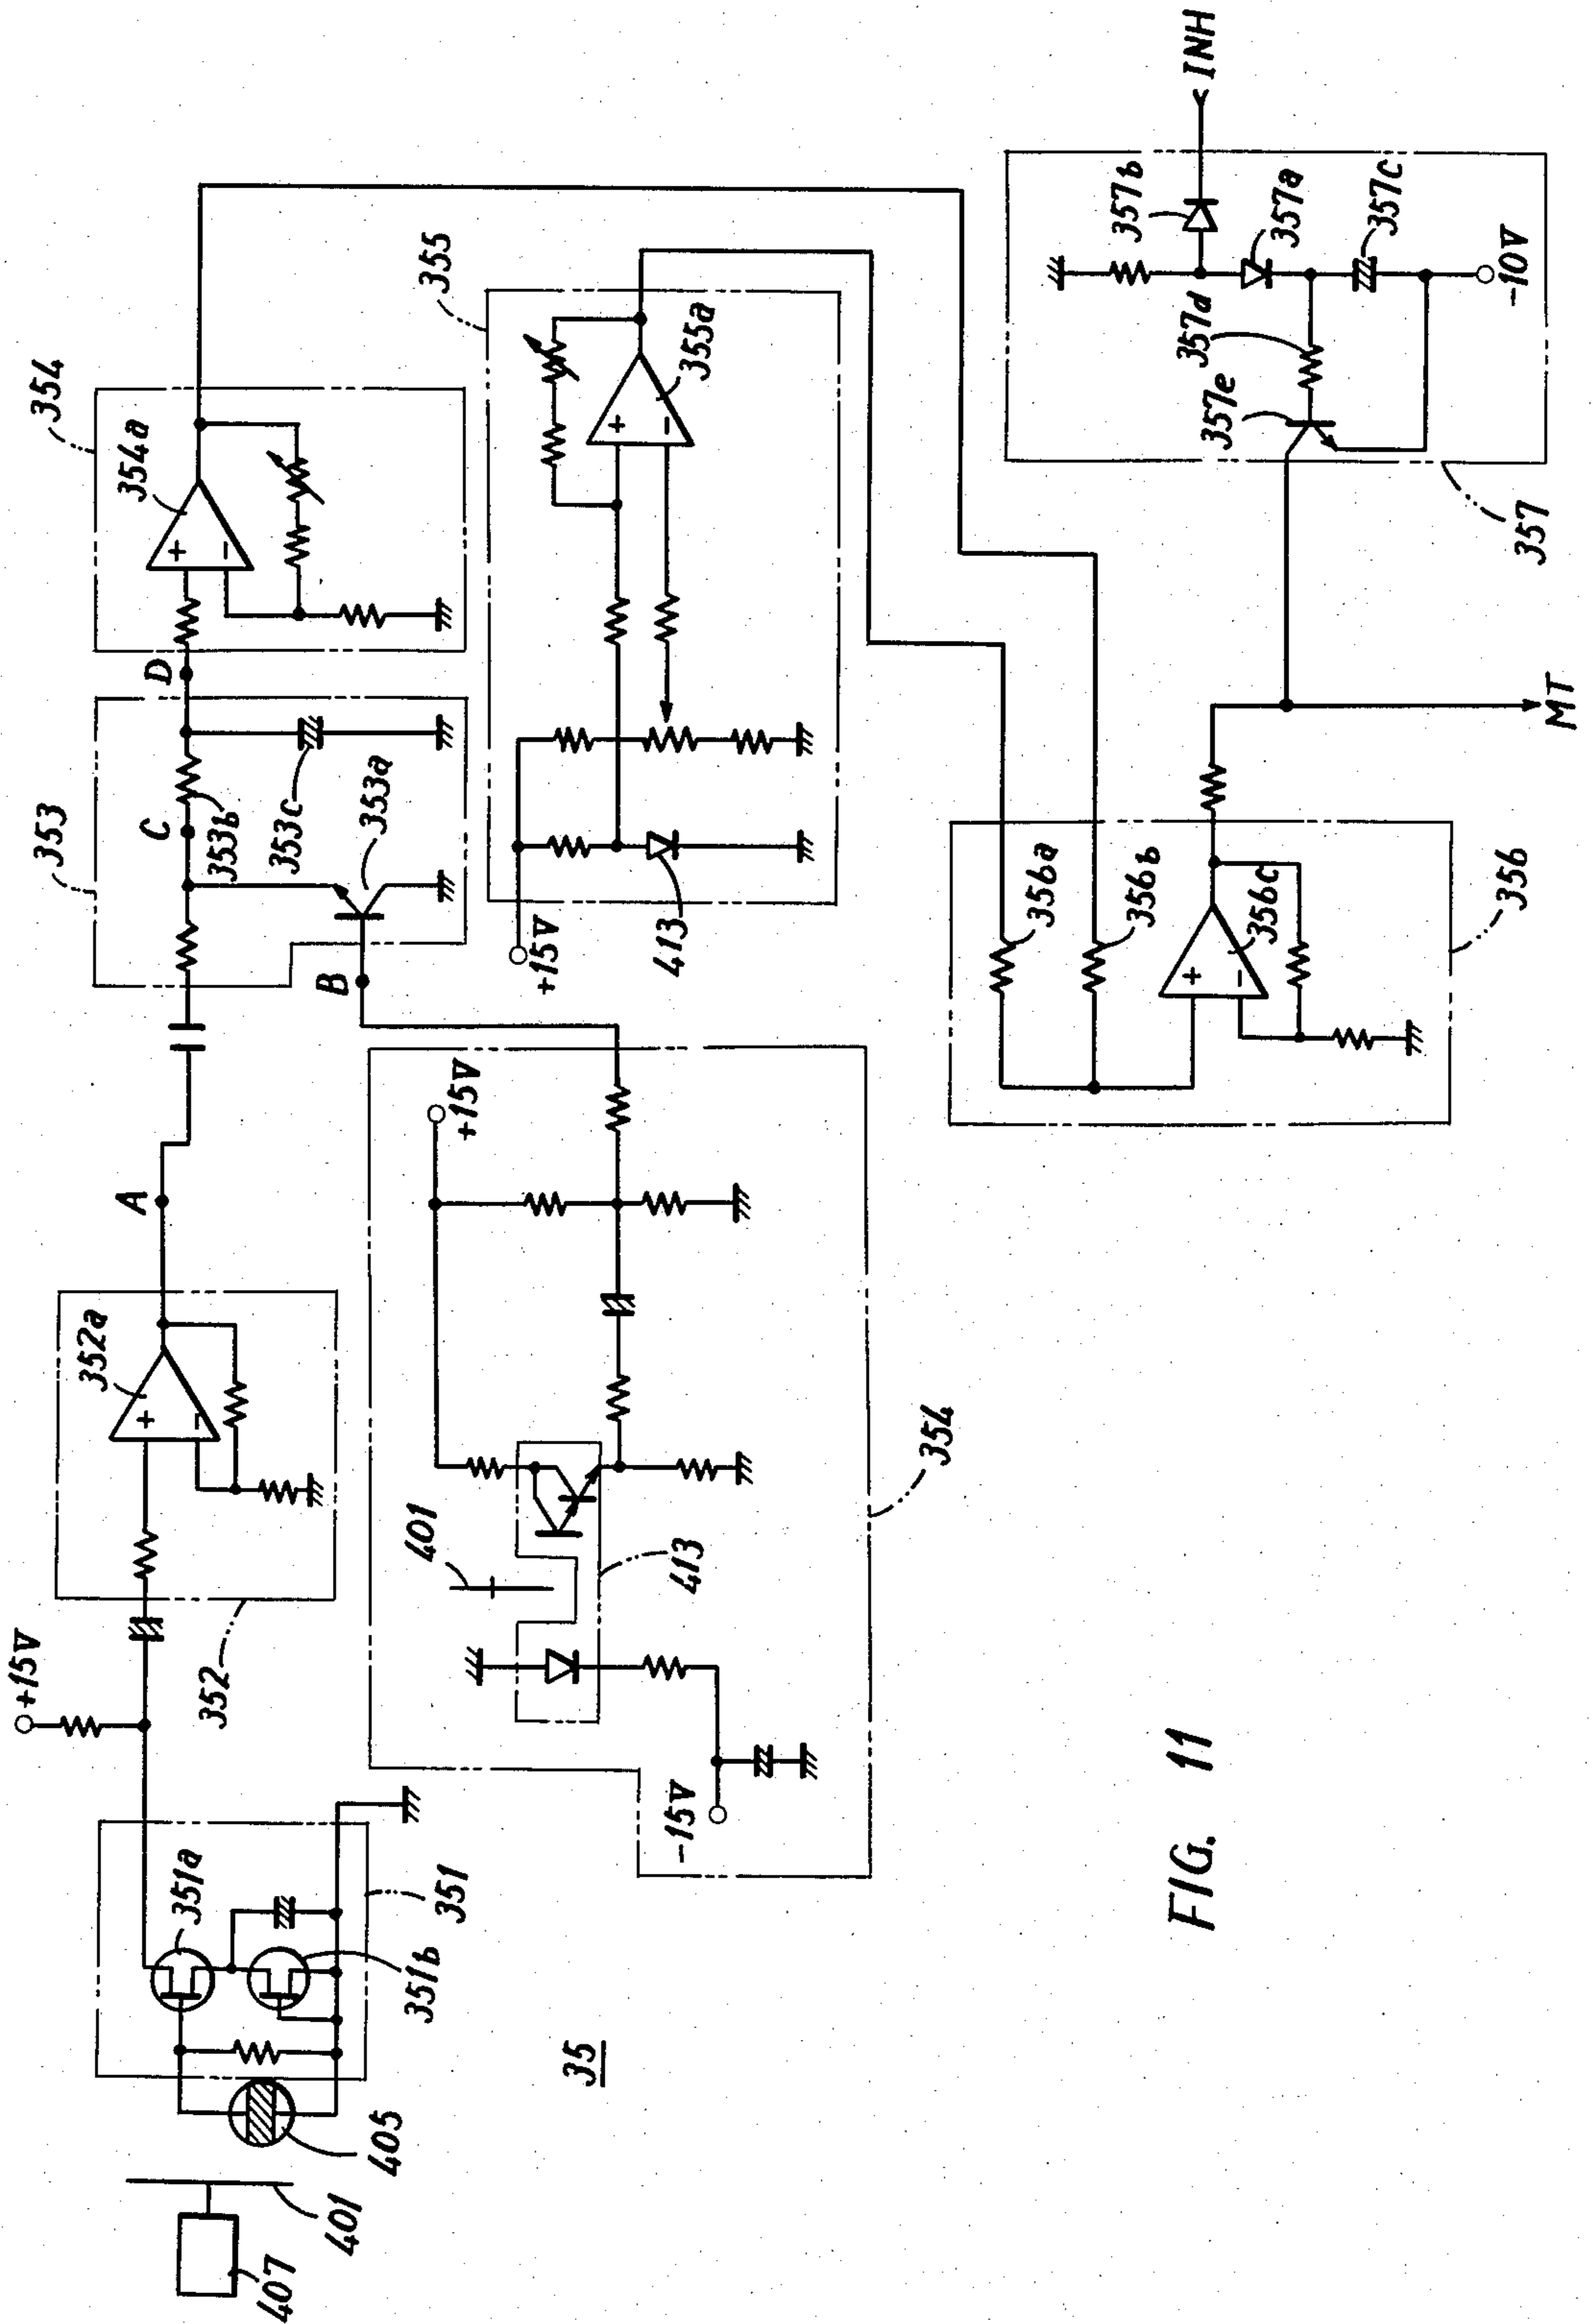 407
401
405
351a
351b
351
+15V
352
352a
A
353
C
353b
353c
353a
B
D
354
354a
355
355a
+15V
413
-15V
401
413
+15V
354
356a
356b
356c
356
357
357e
357d
357b
357a
357c
-10V
INH
MT
35
FIG. 11